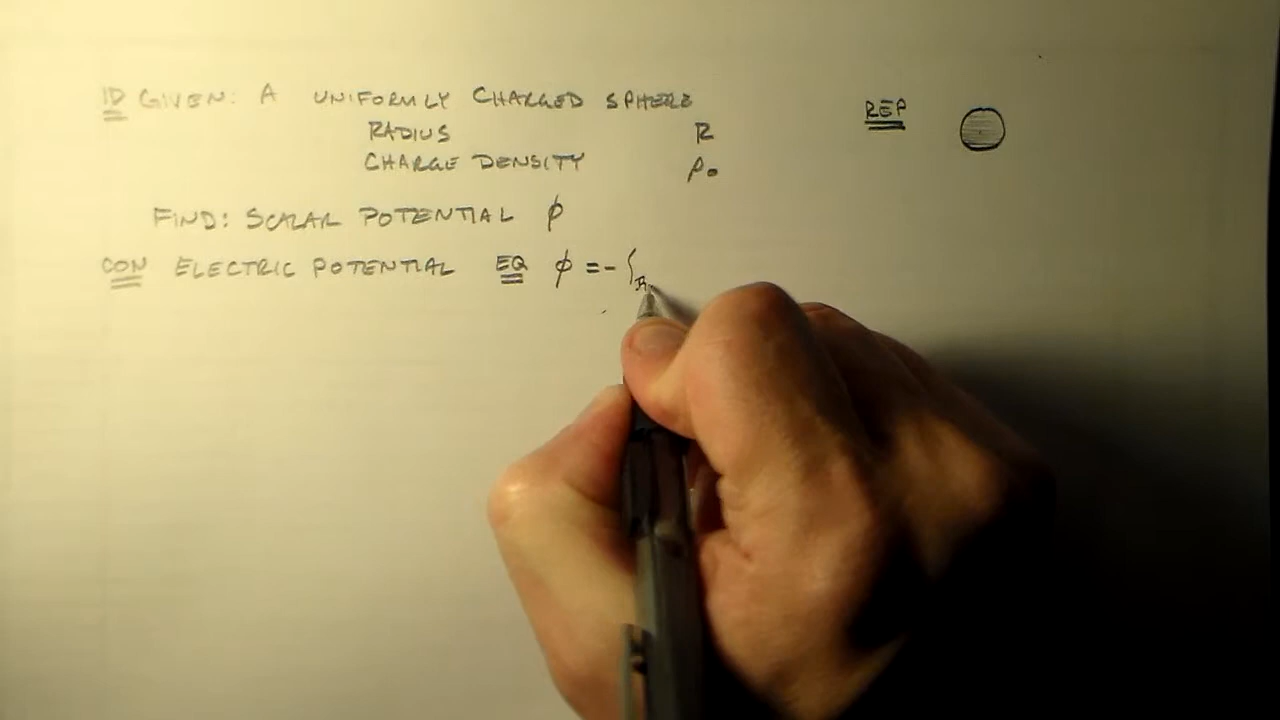 ID GIVEN: A UNIFORMLY CHARGED SPHERE
RADIUS R
CHARGE DENSITY ρ₀
REP
FIND: SCALAR POTENTIAL ϕ
CON ELECTRIC POTENTIAL EQ ϕ = - ∫R